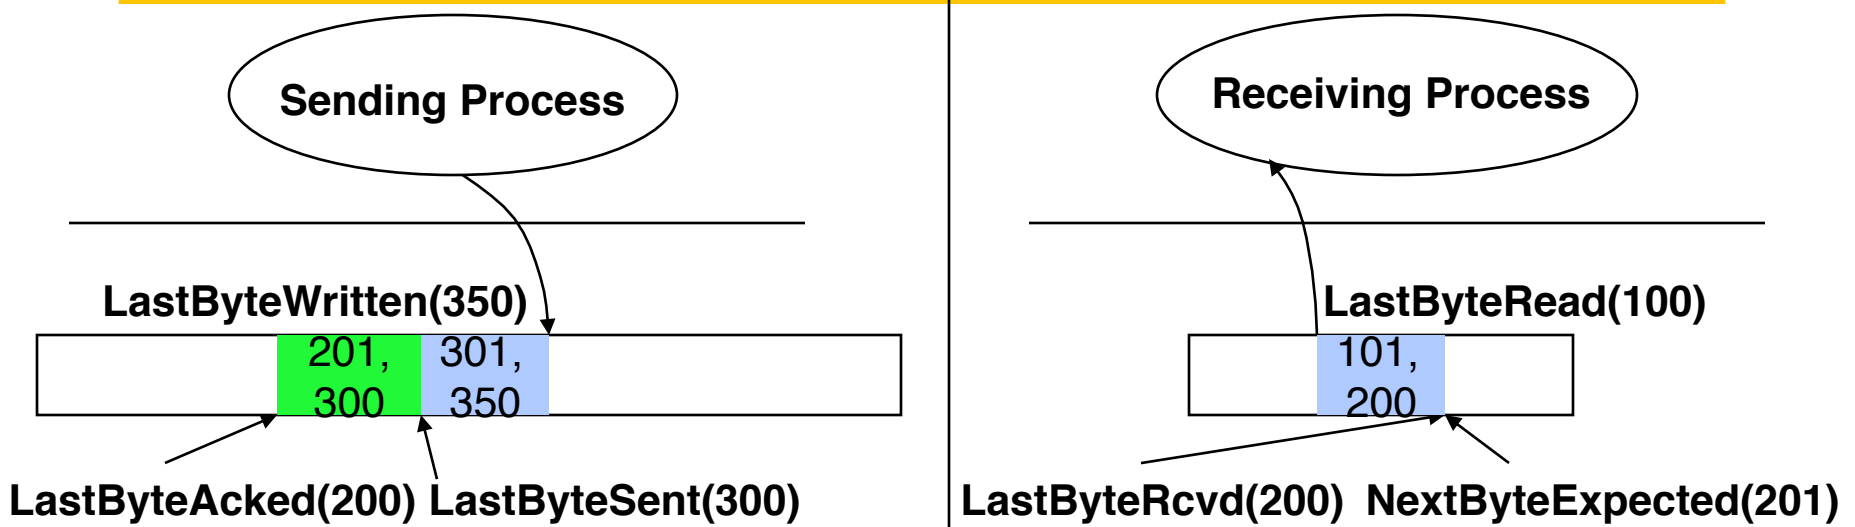 Sending Process
Receiving Process
LastByteWritten(350)
LastByteRead(100)
201,
300
301,
350
101,
200
LastByteAcked(200)
LastByteSent(300)
LastByteRcvd(200)
NextByteExpected(201)